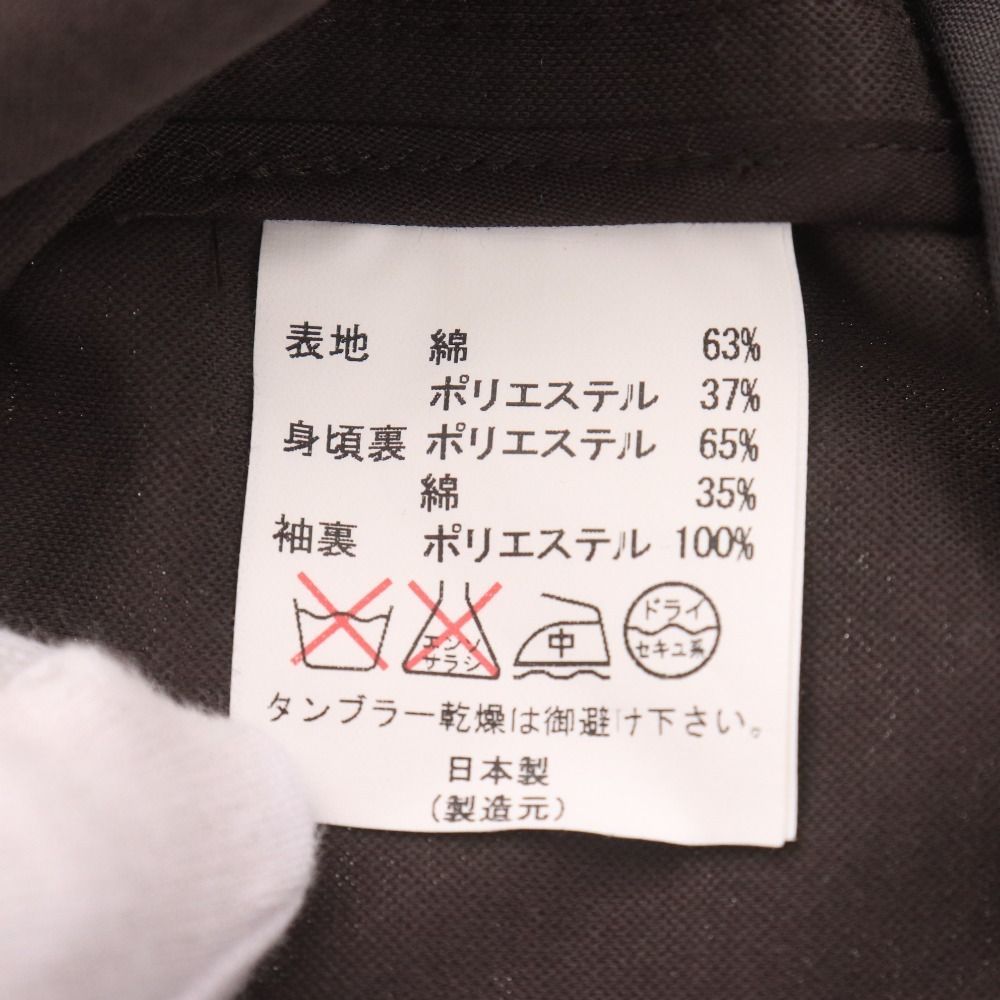 表地 綿 63%
ポリエステル 37%
身頃裏 ポリエステル 65%
綿 35%
袖裏 ポリエステル 100%
エンソ
サラシ
中
ドライ
セキユ系
タンブラー乾燥は御避け下さい。
日本製
(製造元)